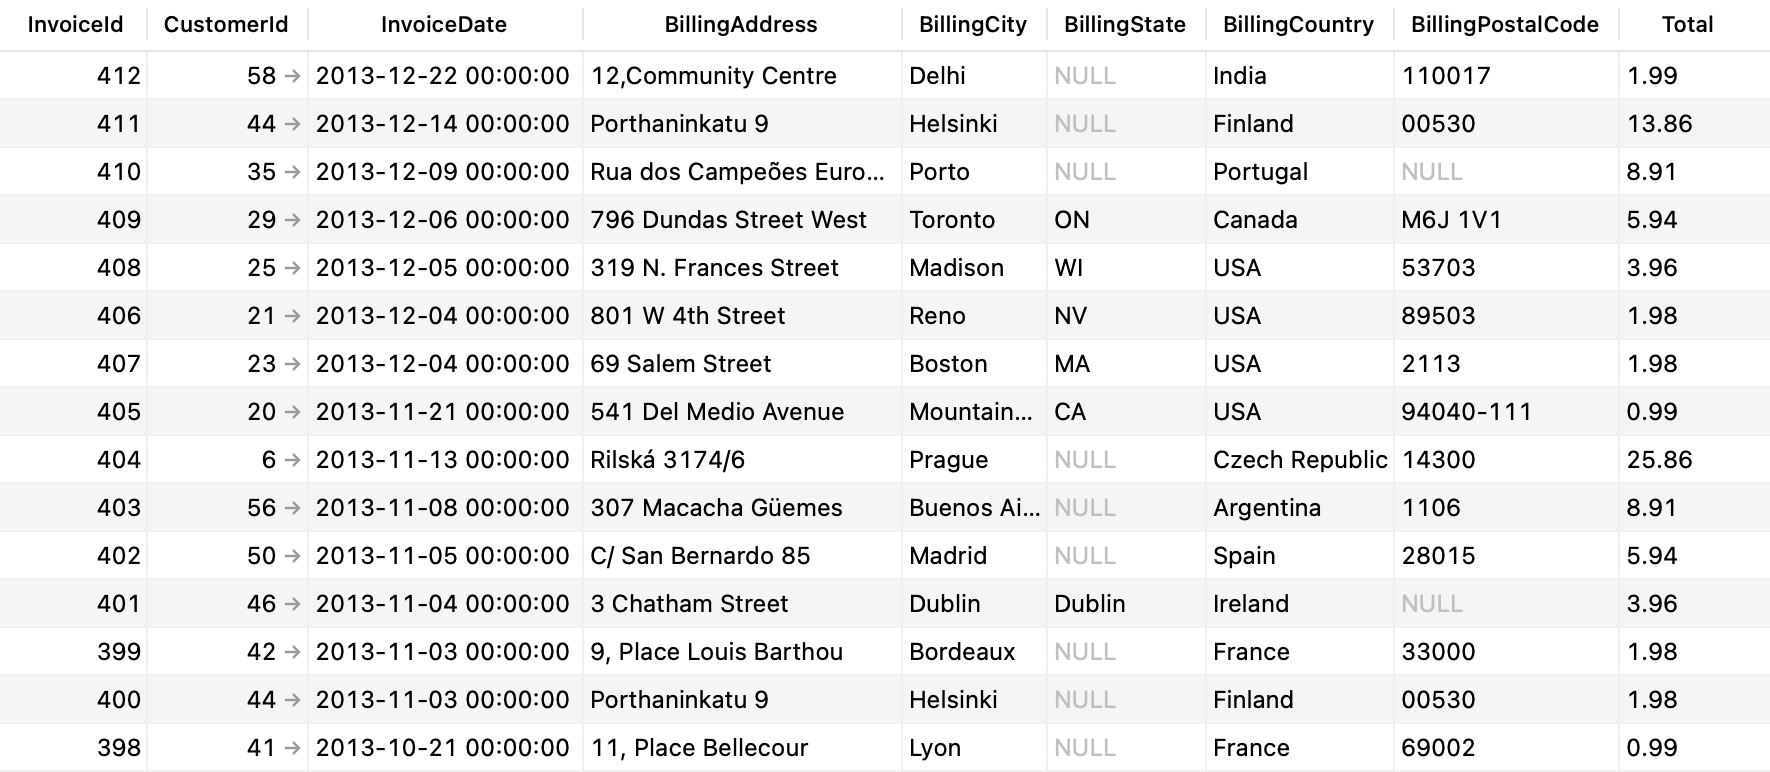 InvoiceId CustomerId InvoiceDate BillingAddress BillingCity BillingState BillingCountry BillingPostalCode Total
412 58 → 2013-12-22 00:00:00 12,Community Centre Delhi NULL India 110017 1.99
411 44 → 2013-12-14 00:00:00 Porthaninkatu 9 Helsinki NULL Finland 00530 13.86
410 35 → 2013-12-09 00:00:00 Rua dos Campeões Euro... Porto NULL Portugal NULL 8.91
409 29 → 2013-12-06 00:00:00 796 Dundas Street West Toronto ON Canada M6J 1V1 5.94
408 25 → 2013-12-05 00:00:00 319 N. Frances Street Madison WI USA 53703 3.96
406 21 → 2013-12-04 00:00:00 801 W 4th Street Reno NV USA 89503 1.98
407 23 → 2013-12-04 00:00:00 69 Salem Street Boston MA USA 2113 1.98
405 20 → 2013-11-21 00:00:00 541 Del Medio Avenue Mountain... CA USA 94040-111 0.99
404 6 → 2013-11-13 00:00:00 Rilská 3174/6 Prague NULL Czech Republic 14300 25.86
403 56 → 2013-11-08 00:00:00 307 Macacha Güemes Buenos Ai... NULL Argentina 1106 8.91
402 50 → 2013-11-05 00:00:00 C/ San Bernardo 85 Madrid NULL Spain 28015 5.94
401 46 → 2013-11-04 00:00:00 3 Chatham Street Dublin Dublin Ireland NULL 3.96
399 42 → 2013-11-03 00:00:00 9, Place Louis Barthou Bordeaux NULL France 33000 1.98
400 44 → 2013-11-03 00:00:00 Porthaninkatu 9 Helsinki NULL Finland 00530 1.98
398 41 → 2013-10-21 00:00:00 11, Place Bellecour Lyon NULL France 69002 0.99